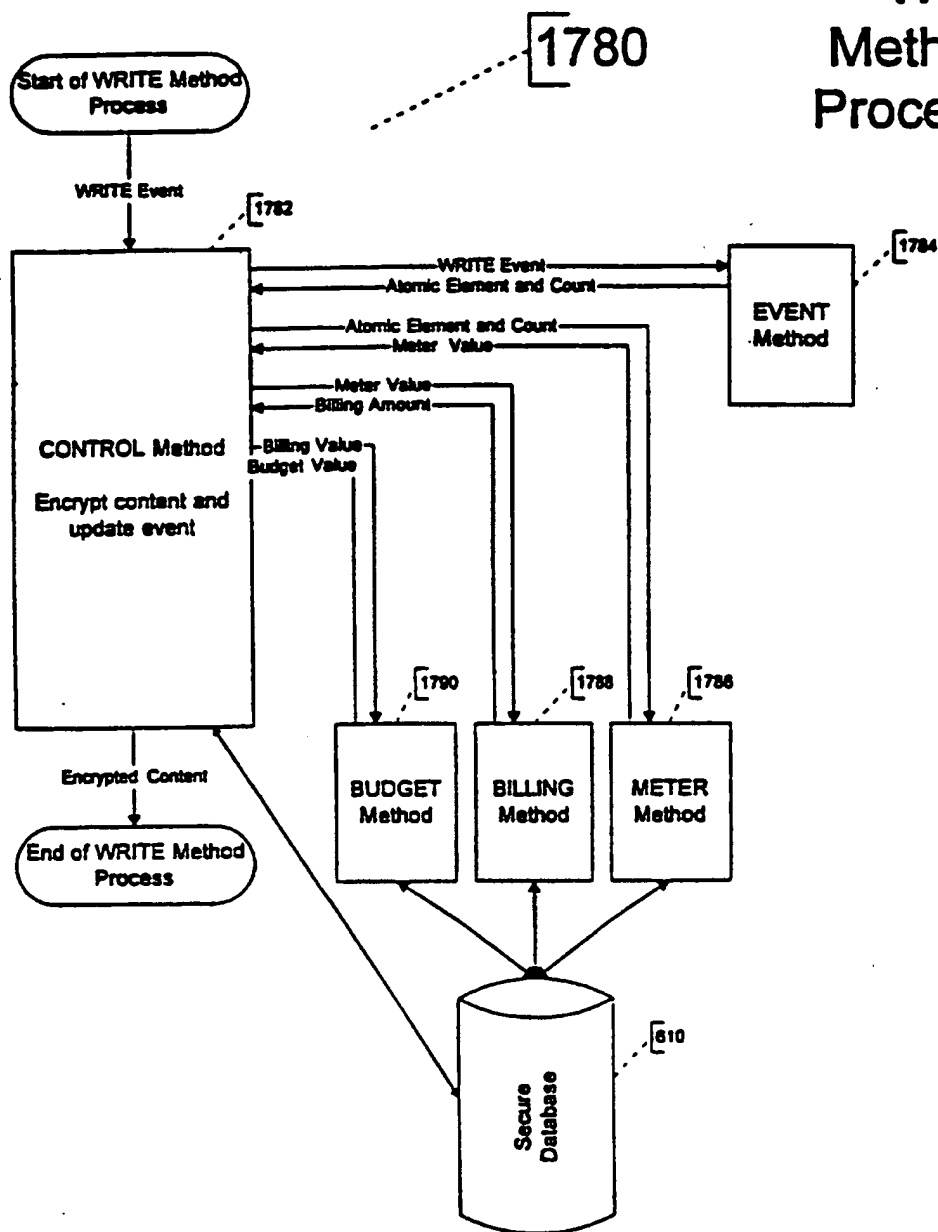 1780
Start of WRITE Method
Process
WRITE Event
1782
1784
WRITE Event
Atomic Element and Count
EVENT
Method
Atomic Element and Count
Meter Value
Meter Value
Billing Amount
CONTROL Method
Billing Value
Budget Value
Encrypt content and
update event
1790
1788
1786
BUDGET
Method
BILLING
Method
METER
Method
Encrypted Content
End of WRITE Method
Process
610
Secure
Database